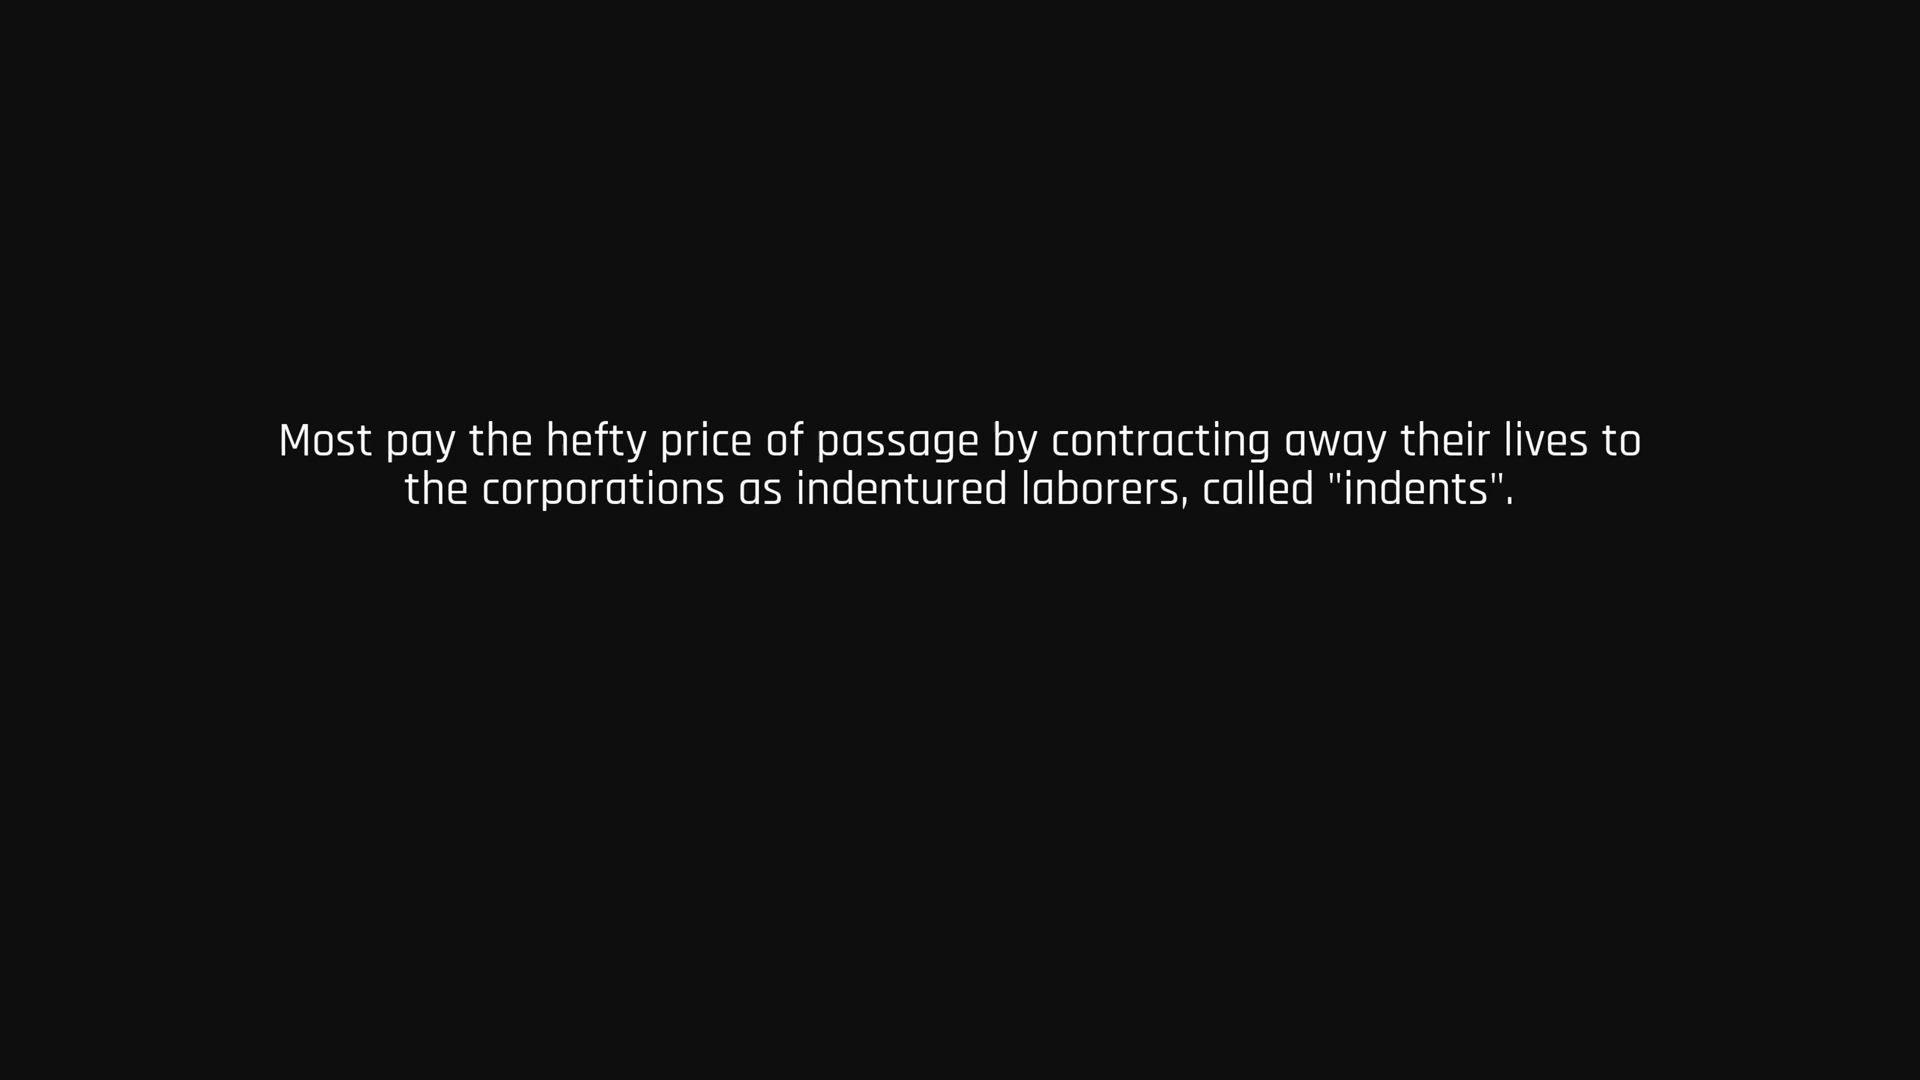 Most pay the hefty price of passage by contracting away their lives to
the corporations as indentured laborers, called "indents".